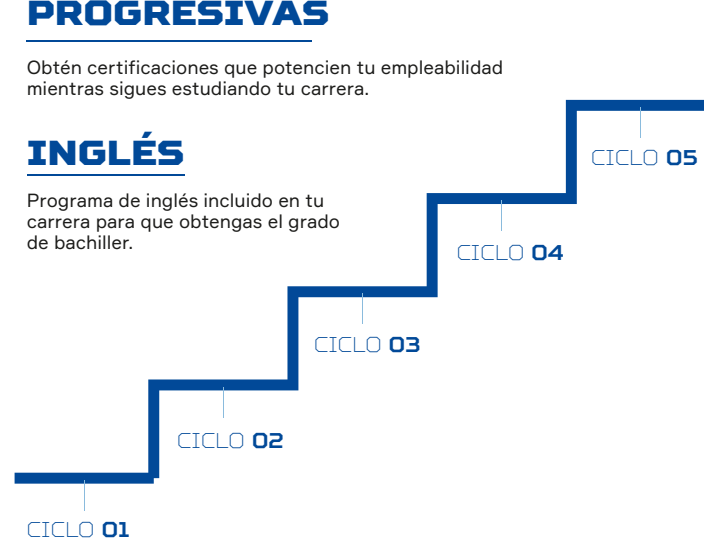 PROGRESIVAS
Obtén certificaciones que potencien tu empleabilidad
mientras sigues estudiando tu carrera.
INGLÉS
Programa de inglés incluido en tu
carrera para que obtengas el grado
de bachiller.
CICLO 05
CICLO 04
CICLO 03
CICLO 02
CICLO 01